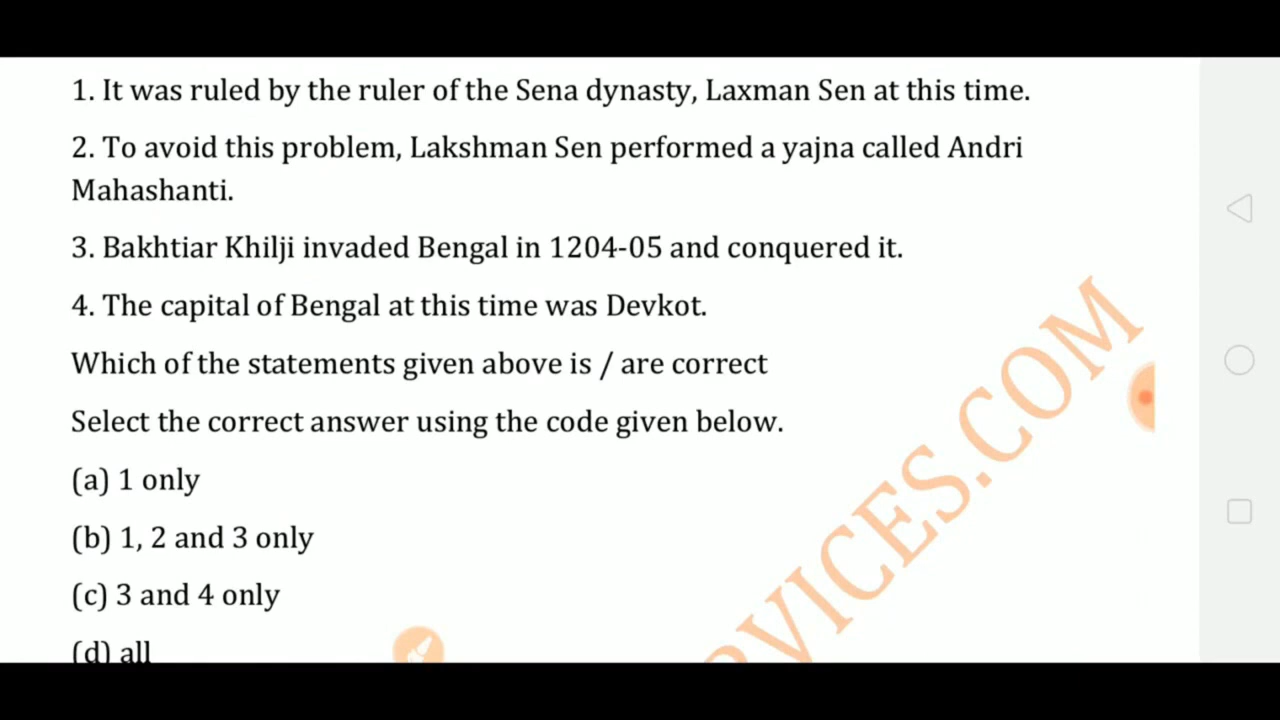 1. It was ruled by the ruler of the Sena dynasty, Laxman Sen at this time.
2. To avoid this problem, Lakshman Sen performed a yajna called Andri
Mahashanti.
3. Bakhtiar Khilji invaded Bengal in 1204-05 and conquered it.
4. The capital of Bengal at this time was Devkot.
Which of the statements given above is / are correct
Select the correct answer using the code given below.
(a) 1 only
(b) 1, 2 and 3 only
(c) 3 and 4 only
(d) all